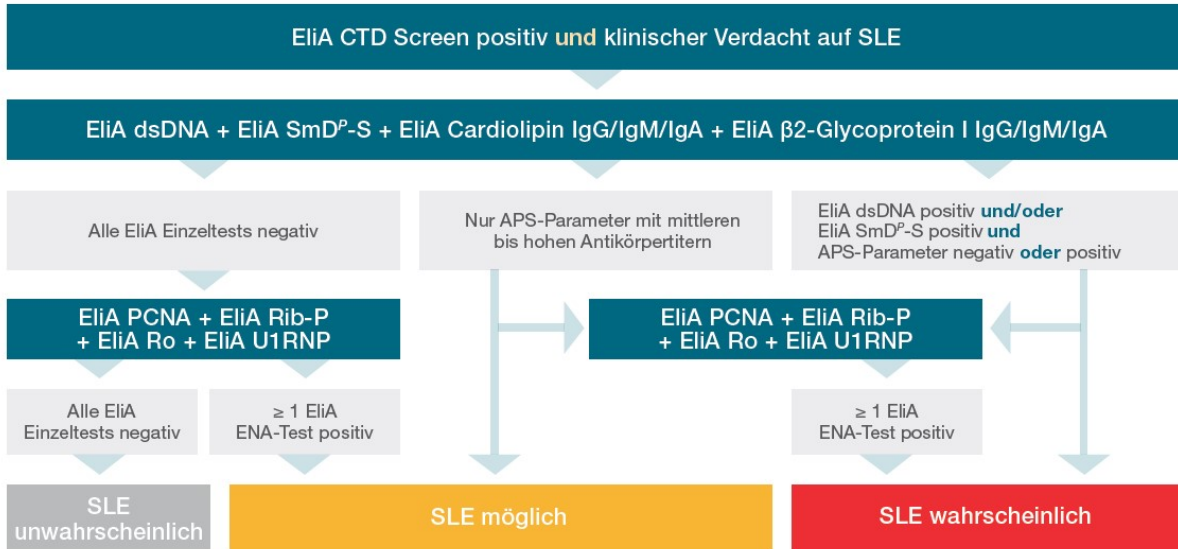 EliA CTD Screen positiv und klinischer Verdacht auf SLE
EliA dsDNA + EliA SmDᴾ-S + EliA Cardiolipin IgG/IgM/IgA + EliA β2-Glycoprotein I IgG/IgM/IgA
Alle EliA Einzeltests negativ
Nur APS-Parameter mit mittleren
bis hohen Antikörpertitern
EliA dsDNA positiv und/oder
EliA SmDᴾ-S positiv und
APS-Parameter negativ oder positiv
EliA PCNA + EliA Rib-P
+ EliA Ro + EliA U1RNP
EliA PCNA + EliA Rib-P
+ EliA Ro + EliA U1RNP
Alle EliA
Einzeltests negativ
≥ 1 EliA
ENA-Test positiv
≥ 1 EliA
ENA-Test positiv
SLE
unwahrscheinlich
SLE möglich
SLE wahrscheinlich